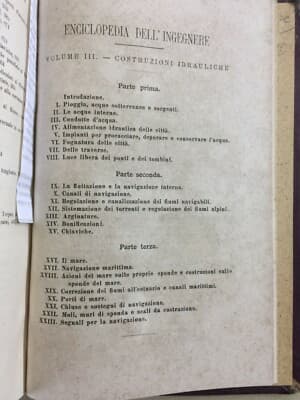 ENCICLOPEDIA DELL' INGEGNERE
VOLUME III. — COSTRUZIONI IDRAULICHE
Parte prima.
Introduzione.
I. Pioggia, acque sotterranee e sorgenti.
II. Le acque interne.
III. Condotte d'acqua.
IV. Alimentazione idraulica delle città.
V. Impianti per procacciare, depurare e conservare l'acqua.
VI. Fognatura delle città.
VII. Delle traverse.
VIII. Luce libera dei ponti e dei tombini.
Parte seconda.
IX. La fluitazione e la navigazione interna.
X. Canali di navigazione.
XI. Regolazione e canalizzazione dei fiumi navigabili.
XII. Sistemazione dei torrenti e regolazione dei fiumi alpini.
XIII. Arginature.
XIV. Bonificazioni.
XV. Chiaviche.
Parte terza.
XVI. Il mare.
XVII. Navigazione marittima.
XVIII. Azioni del mare sulle proprie sponde e costruzioni sulle
sponde del mare.
XIX. Correzione dei fiumi all'estuario e canali marittimi.
XX. Porti di mare.
XXI. Chiuse e sostegni di navigazione.
XXII. Moli, muri da sponda e scali da costruzione.
XXIII. Segnali per la navigazione.